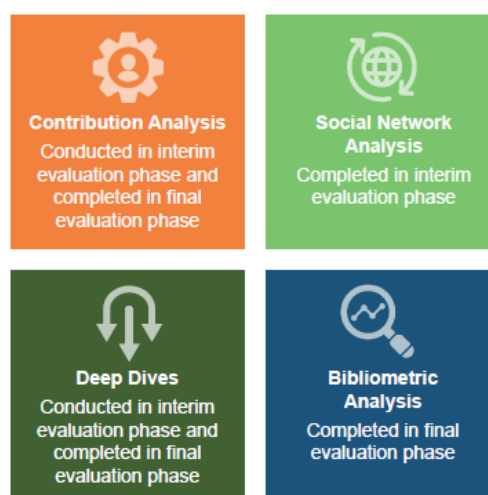 Contribution Analysis
Conducted in interim
evaluation phase and
completed in final
evaluation phase
Social Network
Analysis
Completed in interim
evaluation phase
Deep Dives
Conducted in interim
evaluation phase and
completed in final
evaluation phase
Bibliometric
Analysis
Completed in final
evaluation phase